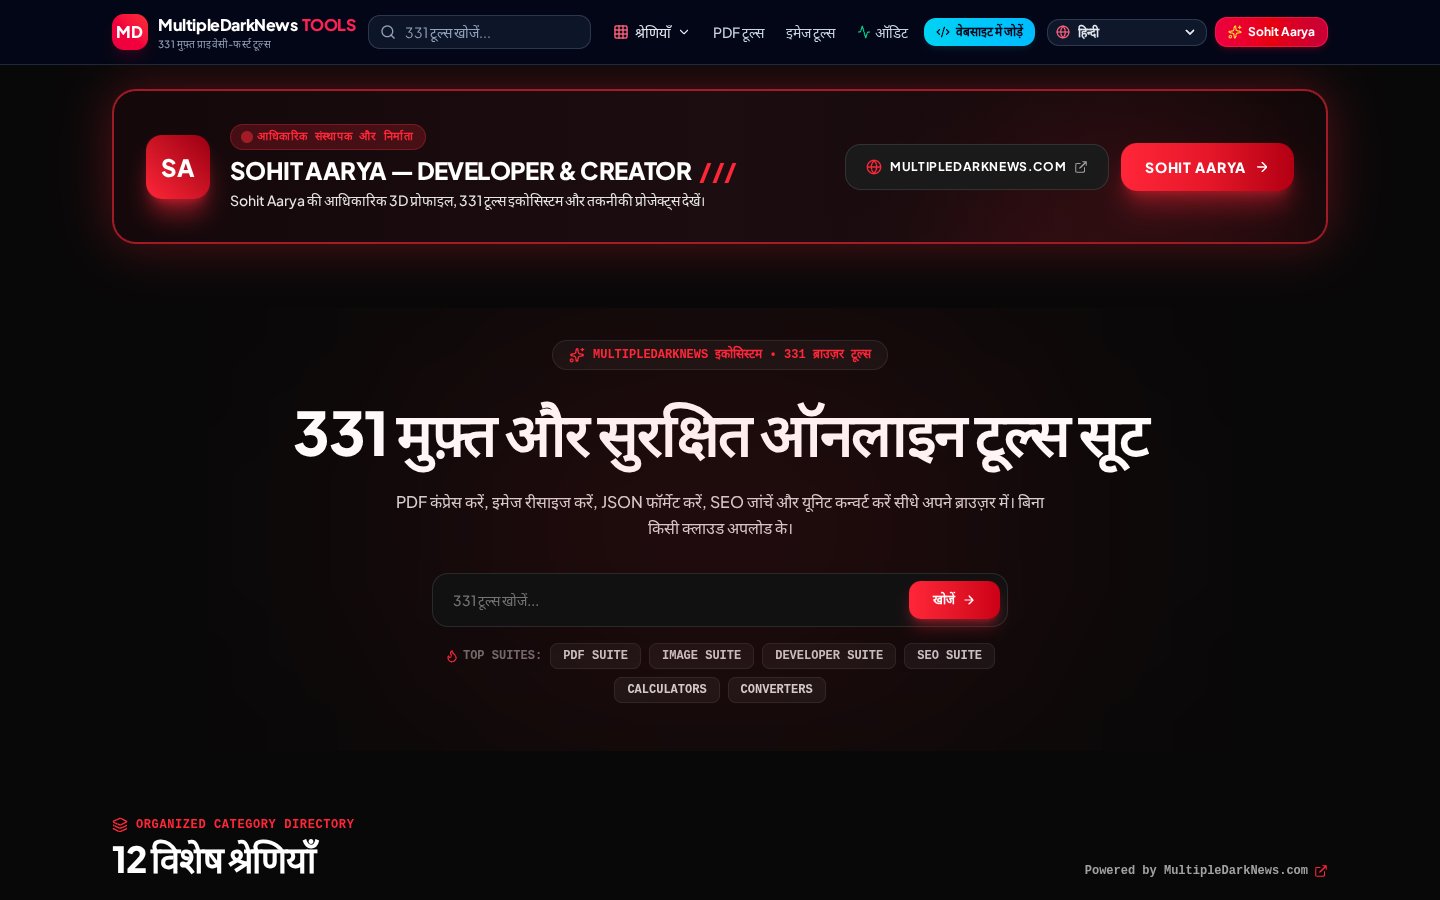 MD
MultipleDarkNews TOOLS
331 मुफ़्त प्राइवेसी-फर्स्ट टूल्स
331 टूल्स खोजें...
श्रेणियाँ
PDF टूल्स
इमेज टूल्स
ऑडिट
वेबसाइट में जोड़ें
हिन्दी
Sohit Aarya
SA
आधिकारिक संस्थापक और निर्माता
SOHIT AARYA — DEVELOPER & CREATOR ///
Sohit Aarya की आधिकारिक 3D प्रोफाइल, 331 टूल्स इकोसिस्टम और तकनीकी प्रोजेक्ट्स देखें।
MULTIPLEDARKNEWS.COM
SOHIT AARYA →
MULTIPLEDARKNEWS इकोसिस्टम • 331 ब्राउज़र टूल्स
331 मुफ़्त और सुरक्षित ऑनलाइन टूल्स सूट
PDF कंप्रेस करें, इमेज रीसाइज करें, JSON फॉर्मेट करें, SEO जांचें और यूनिट कन्वर्ट करें सीधे अपने ब्राउज़र में। बिना
किसी क्लाउड अपलोड के।
331 टूल्स खोजें...
खोजें →
TOP SUITES:
PDF SUITE
IMAGE SUITE
DEVELOPER SUITE
SEO SUITE
CALCULATORS
CONVERTERS
ORGANIZED CATEGORY DIRECTORY
12 विशेष श्रेणियाँ
Powered by MultipleDarkNews.com